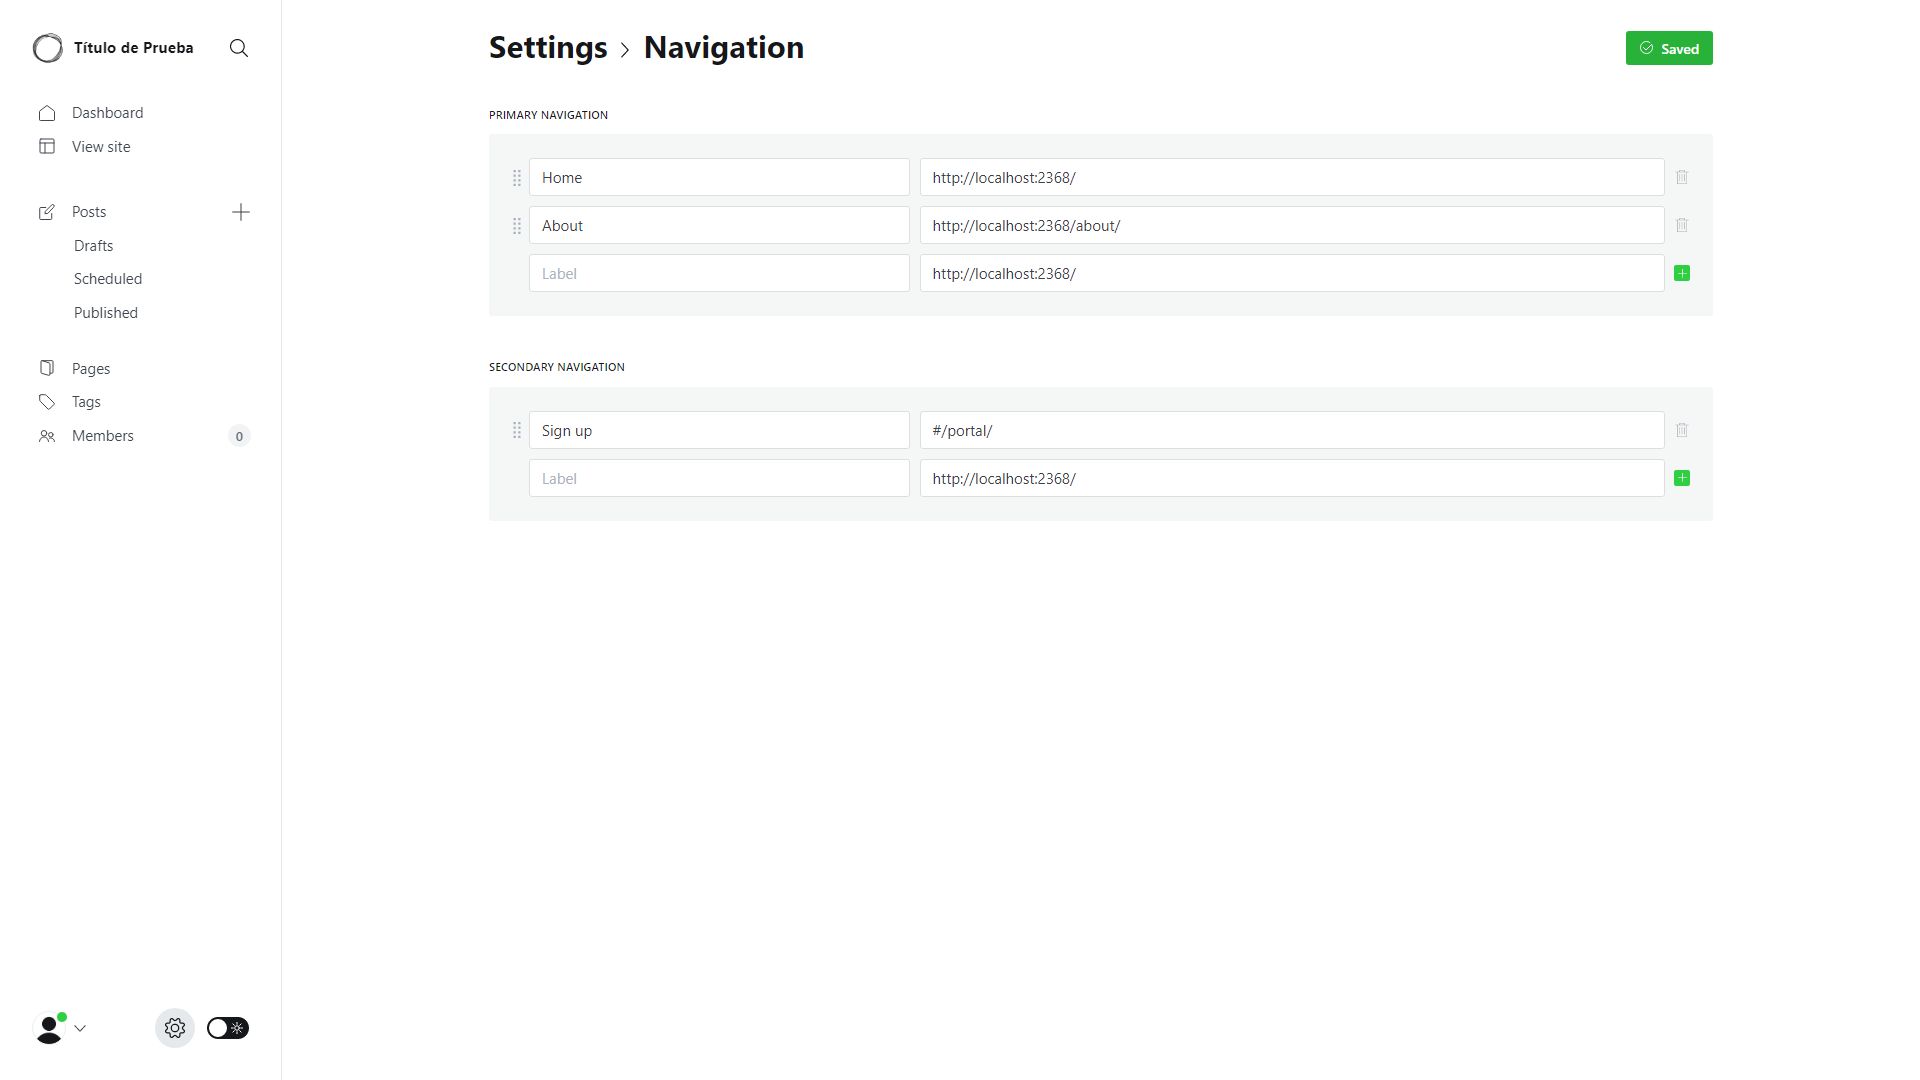 Título de Prueba
Dashboard
View site
Posts
Drafts
Scheduled
Published
Pages
Tags
Members 0
Settings › Navigation
Saved
PRIMARY NAVIGATION
Home http://localhost:2368/
About http://localhost:2368/about/
Label http://localhost:2368/
SECONDARY NAVIGATION
Sign up #/portal/
Label http://localhost:2368/